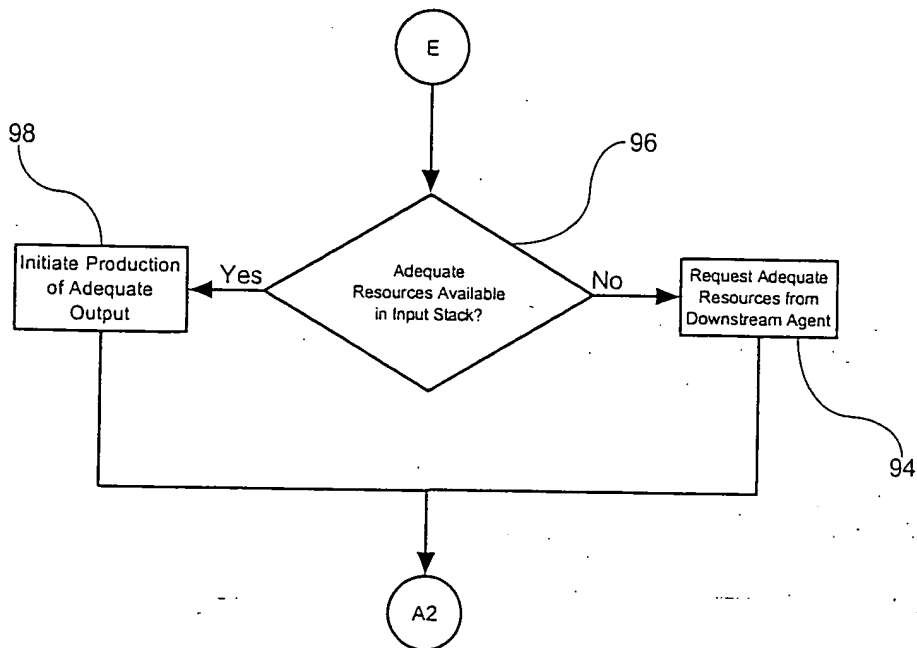 E
98
96
Initiate Production
of Adequate
Output
Yes
Adequate
Resources Available
in Input Stack?
No
Request Adequate
Resources from
Downstream Agent
94
A2